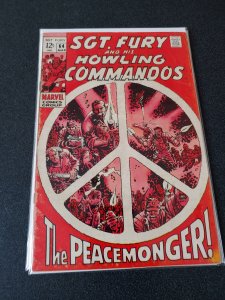 SGT. FURY
AND HIS
HOWLING
COMMANDOS
12¢
64
MARVEL
COMICS
GROUP
The PEACEMONGER!